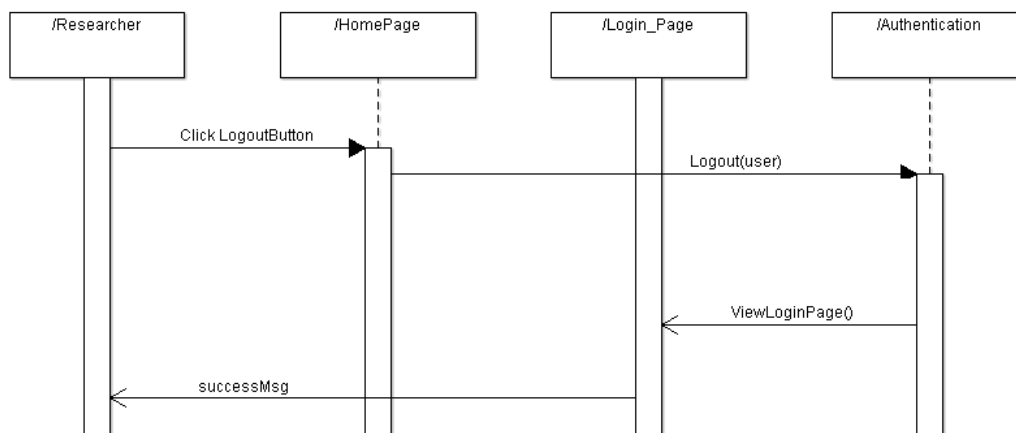 /Researcher
/HomePage
/Login_Page
/Authentication
Click LogoutButton
Logout(user)
ViewLoginPage()
successMsg